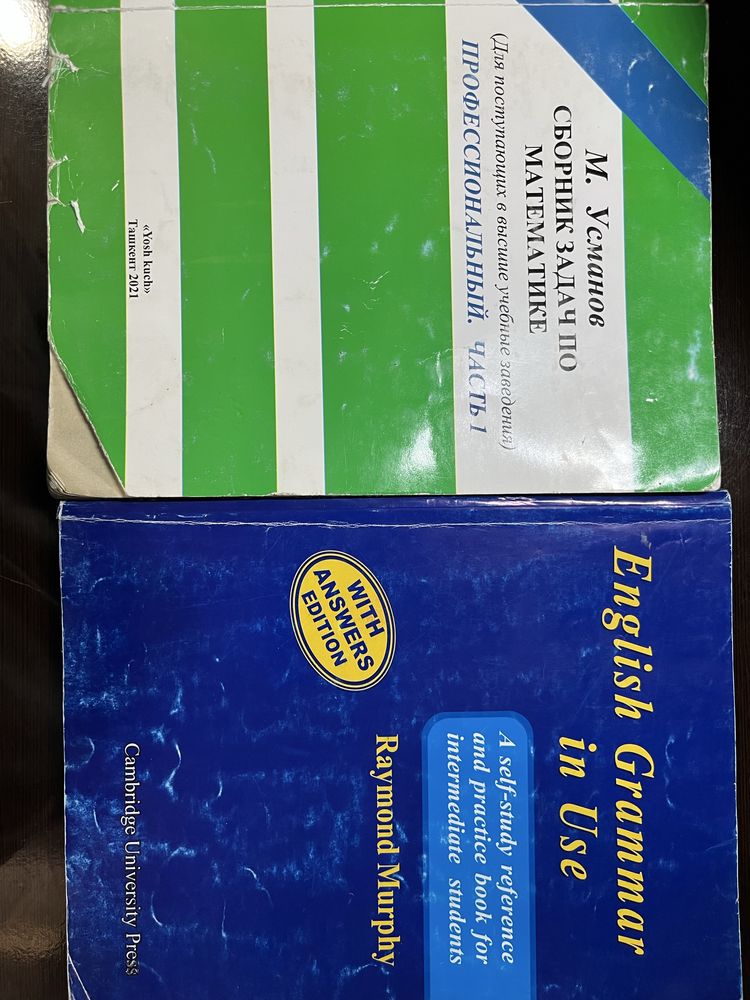 М. Усманов
СБОРНИК ЗАДАЧ ПО
МАТЕМАТИКЕ
(Для поступающих в высшие учебные заведения)
ПРОФЕССИОНАЛЬНЫЙ. ЧАСТЬ I
«Yosh kuch»
Ташкент 2021
English Grammar
in Use
A self-study reference
and practice book for
intermediate students
Raymond Murphy
WITH
ANSWERS
EDITION
Cambridge University Press